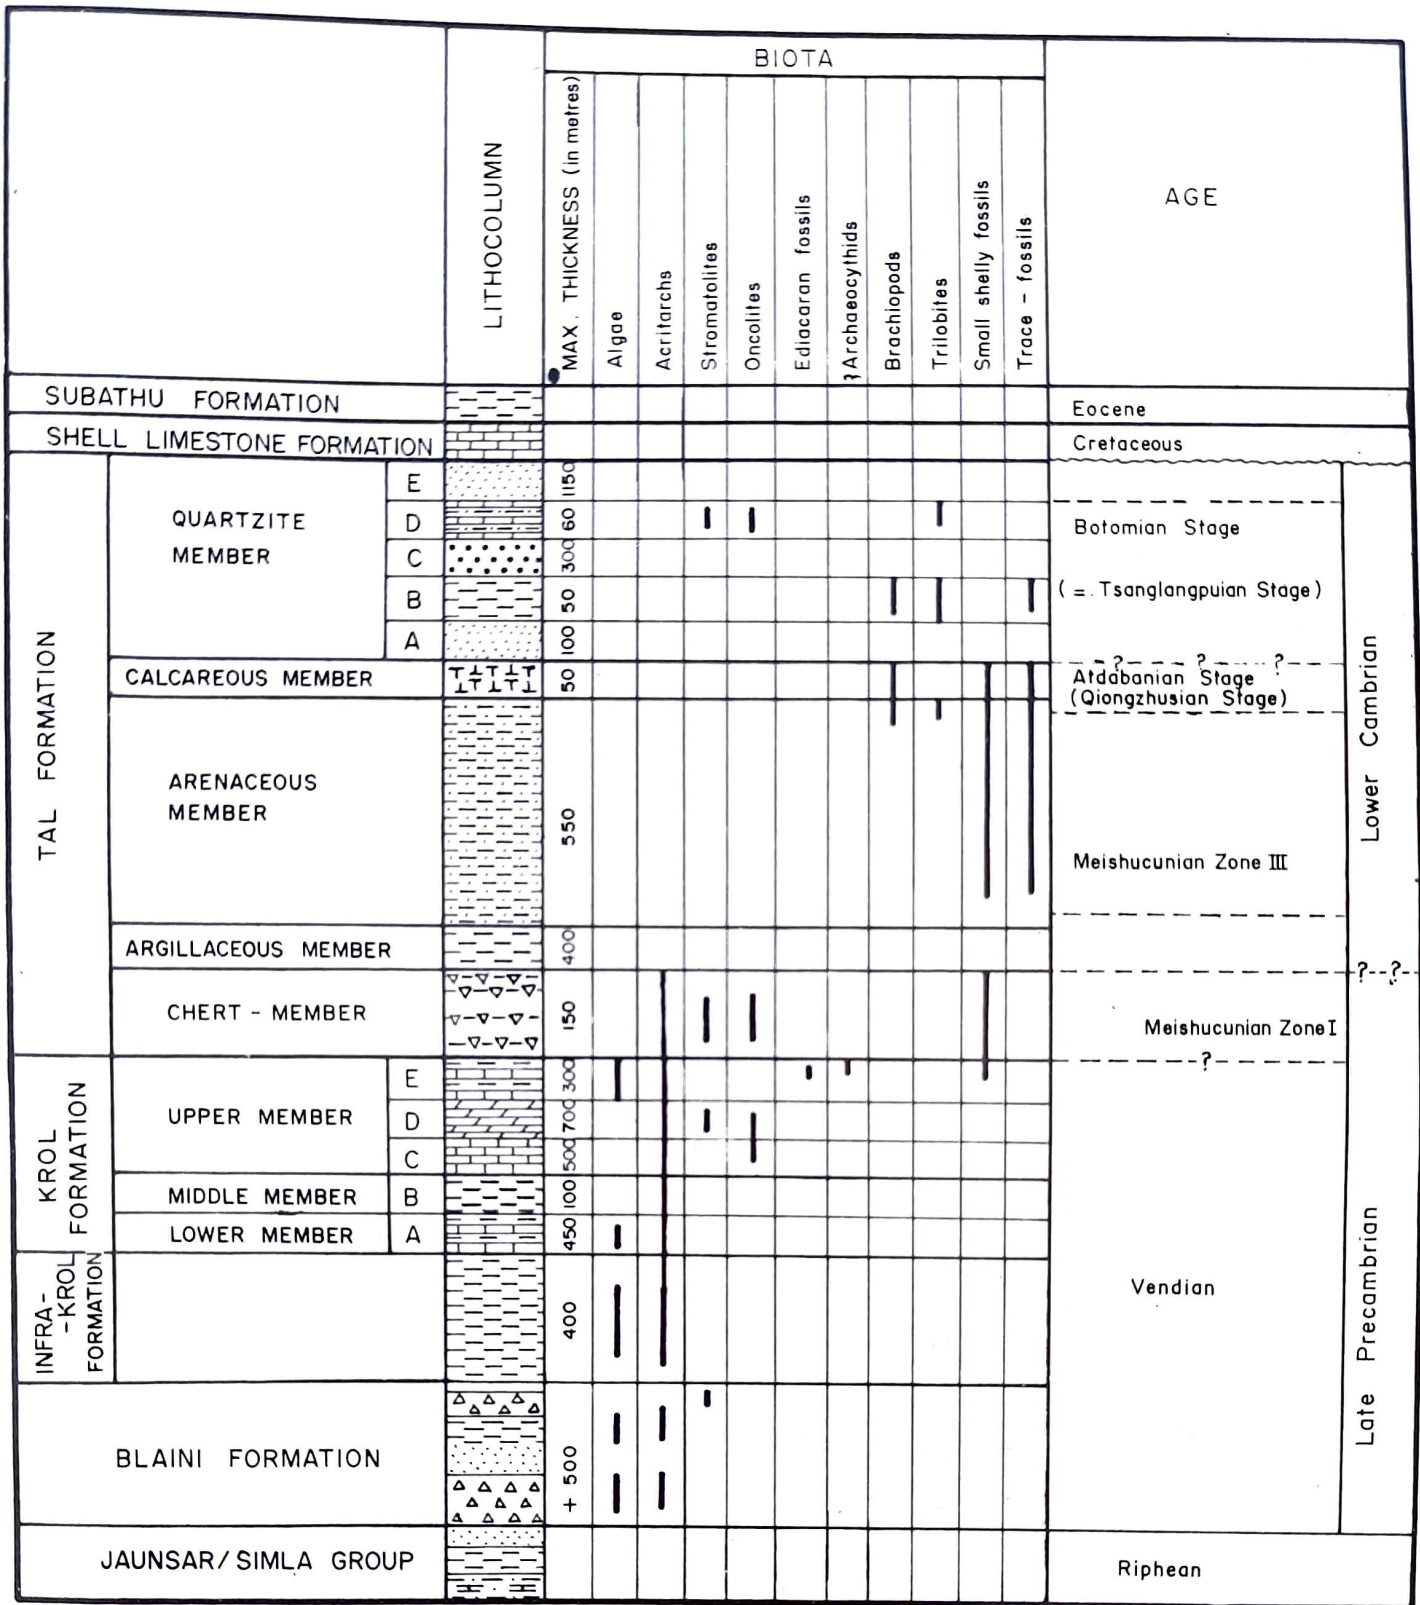 BIOTA
LITHOCOLUMN
MAX. THICKNESS (in metres)
Algae
Acritarchs
Stromatolites
Oncolites
Ediacaran fossils
?Archaeocythids
Brachiopods
Trilobites
Small shelly fossils
Trace - fossils
AGE
SUBATHU FORMATION
Eocene
SHELL LIMESTONE FORMATION
Cretaceous
TAL FORMATION
QUARTZITE
MEMBER
E
1150
D
60
C
300
B
50
A
100
Botomian Stage
( =. Tsanglangpuian Stage )
? ? ?
CALCAREOUS MEMBER
50
Atdabanian Stage
(Qiongzhusian Stage)
ARENACEOUS
MEMBER
550
Meishucunian Zone III
Lower Cambrian
ARGILLACEOUS MEMBER
400
?--?
CHERT - MEMBER
150
Meishucunian Zone I
?
KROL
FORMATION
UPPER MEMBER
E
300
D
700
C
500
MIDDLE MEMBER
B
100
LOWER MEMBER
A
450
INFRA-
-KROL
FORMATION
400
Vendian
Late Precambrian
BLAINI FORMATION
+ 500
JAUNSAR/SIMLA GROUP
Riphean